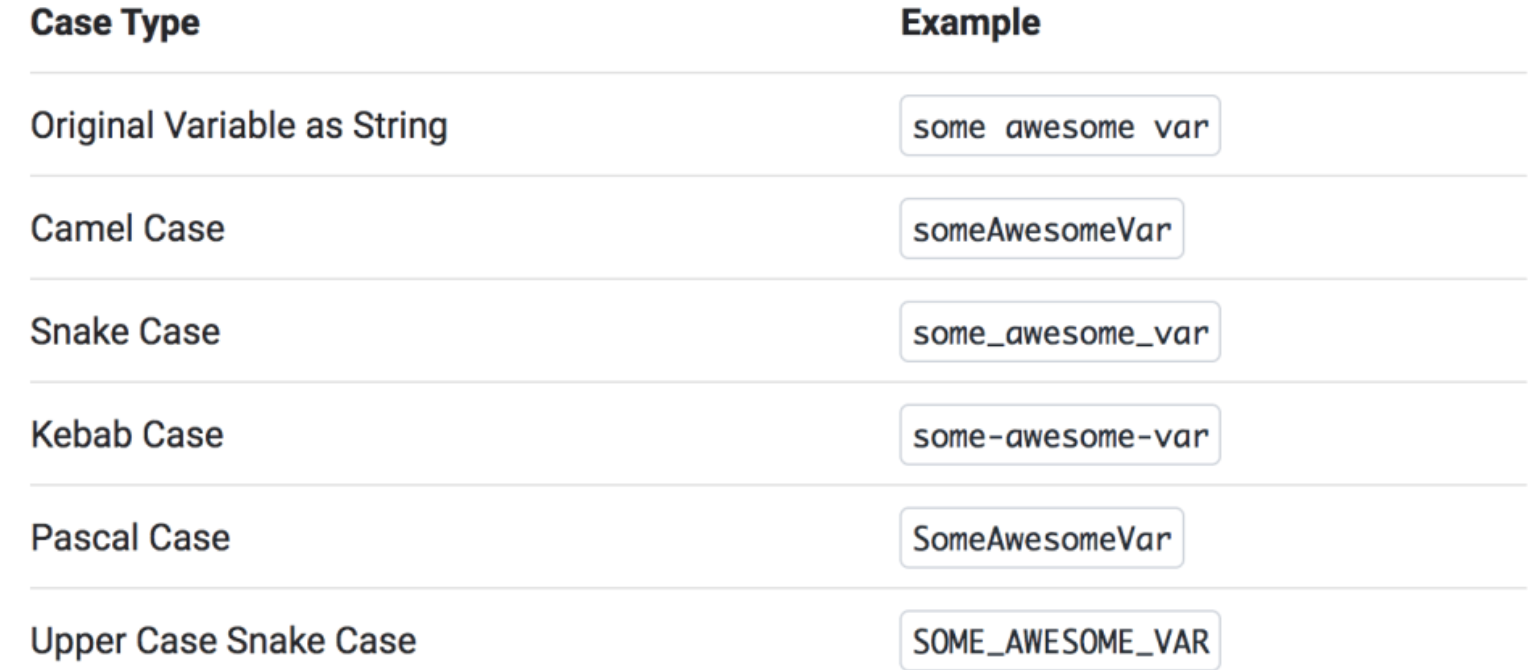 Case Type Example
Original Variable as String some awesome var
Camel Case someAwesomeVar
Snake Case some_awesome_var
Kebab Case some-awesome-var
Pascal Case SomeAwesomeVar
Upper Case Snake Case SOME_AWESOME_VAR